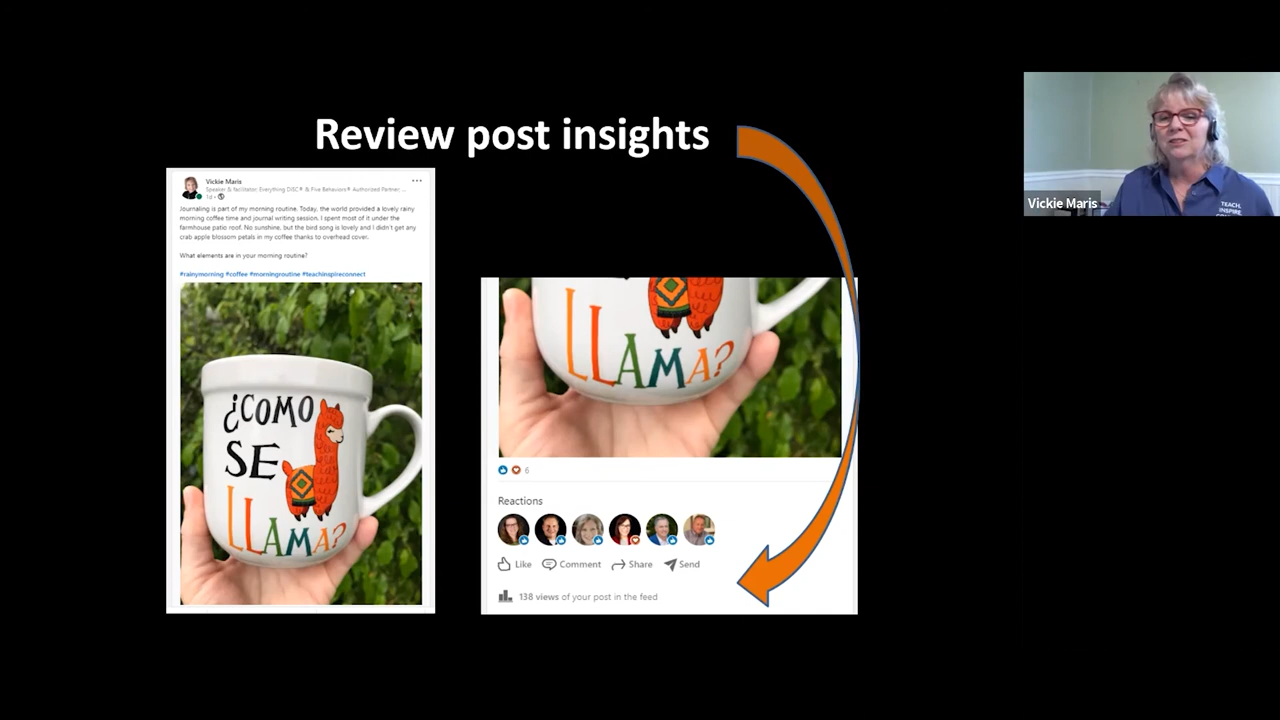 Review post insights
Vickie Maris
Speaker & facilitator: Everything DiSC® & Five Behaviors® Authorized Partner; ...
1d •
Journaling is part of my morning routine. Today, the world provided a lovely rainy
morning coffee time and journal writing session. I spent most of it under the
farmhouse patio roof. No sunshine, but the bird song is lovely and I didn't get any
crab apple blossom petals in my coffee thanks to overhead cover.
What elements are in your morning routine?
#rainymorning #coffee #morningroutine #teachinspireconnect
¿COMO
SE
LLAMA?
LLAMA?
6
Reactions
Like Comment Share Send
138 views of your post in the feed
TEACH.
INSPIRE
Vickie Maris